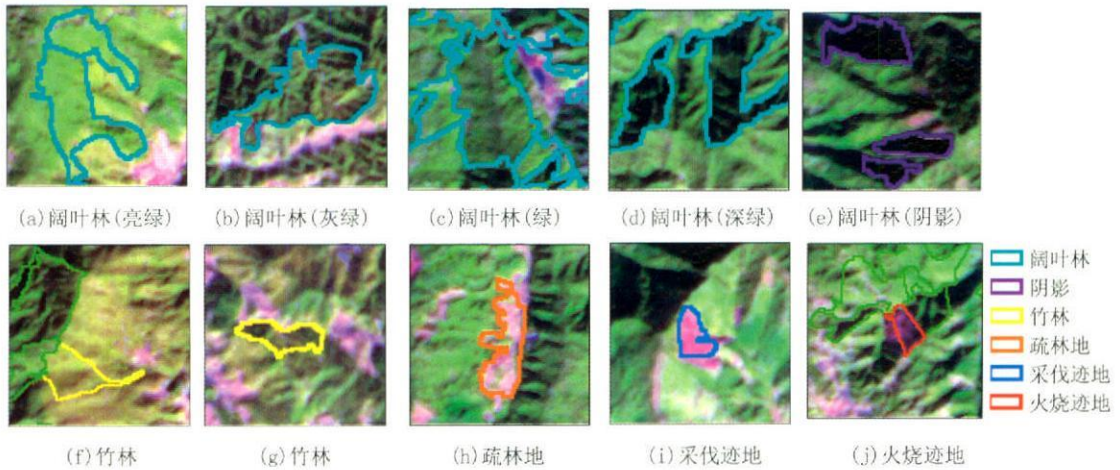 (a)阔叶林(亮绿)
(b)阔叶林(灰绿)
(c)阔叶林(绿)
(d)阔叶林(深绿)
(e)阔叶林(阴影)
(f)竹林
(g)竹林
(h)疏林地
(i)采伐迹地
(j)火烧迹地
阔叶林
阴影
竹林
疏林地
采伐迹地
火烧迹地